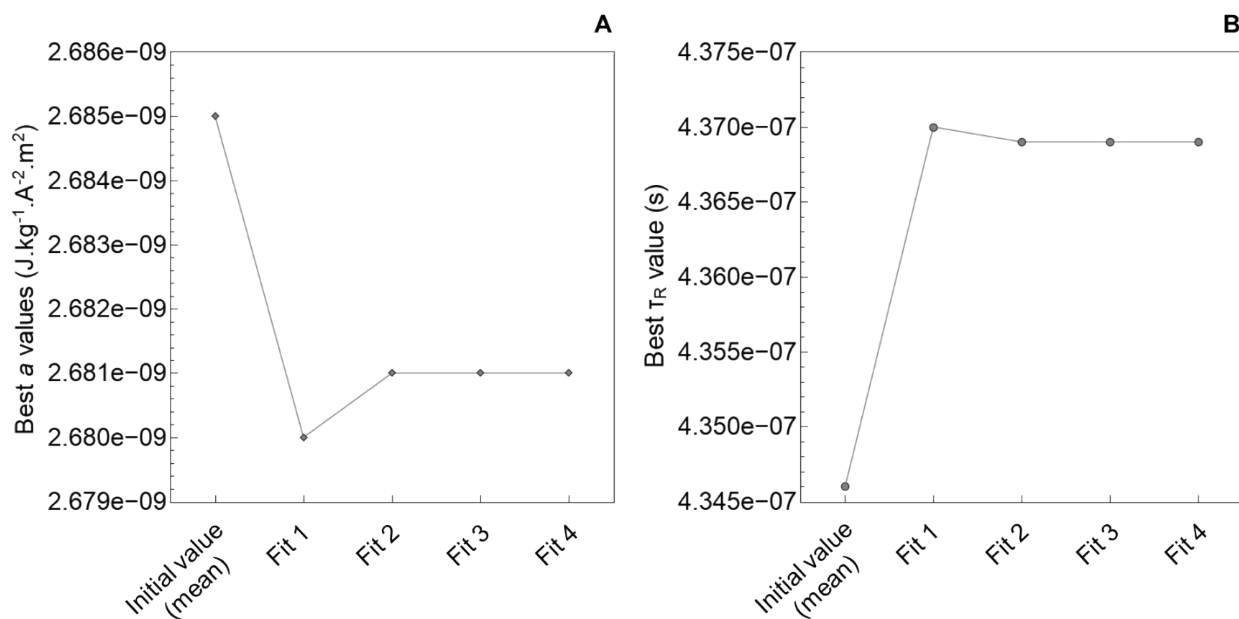 A
2.686e−09
2.685e−09
2.684e−09
2.683e−09
2.682e−09
2.681e−09
2.680e−09
2.679e−09
Best a values (J.kg⁻¹.A⁻².m²)
Initial value
(mean)
Fit 1
Fit 2
Fit 3
Fit 4
B
4.375e−07
4.370e−07
4.365e−07
4.360e−07
4.355e−07
4.350e−07
4.345e−07
Best τR value (s)
Initial value
(mean)
Fit 1
Fit 2
Fit 3
Fit 4